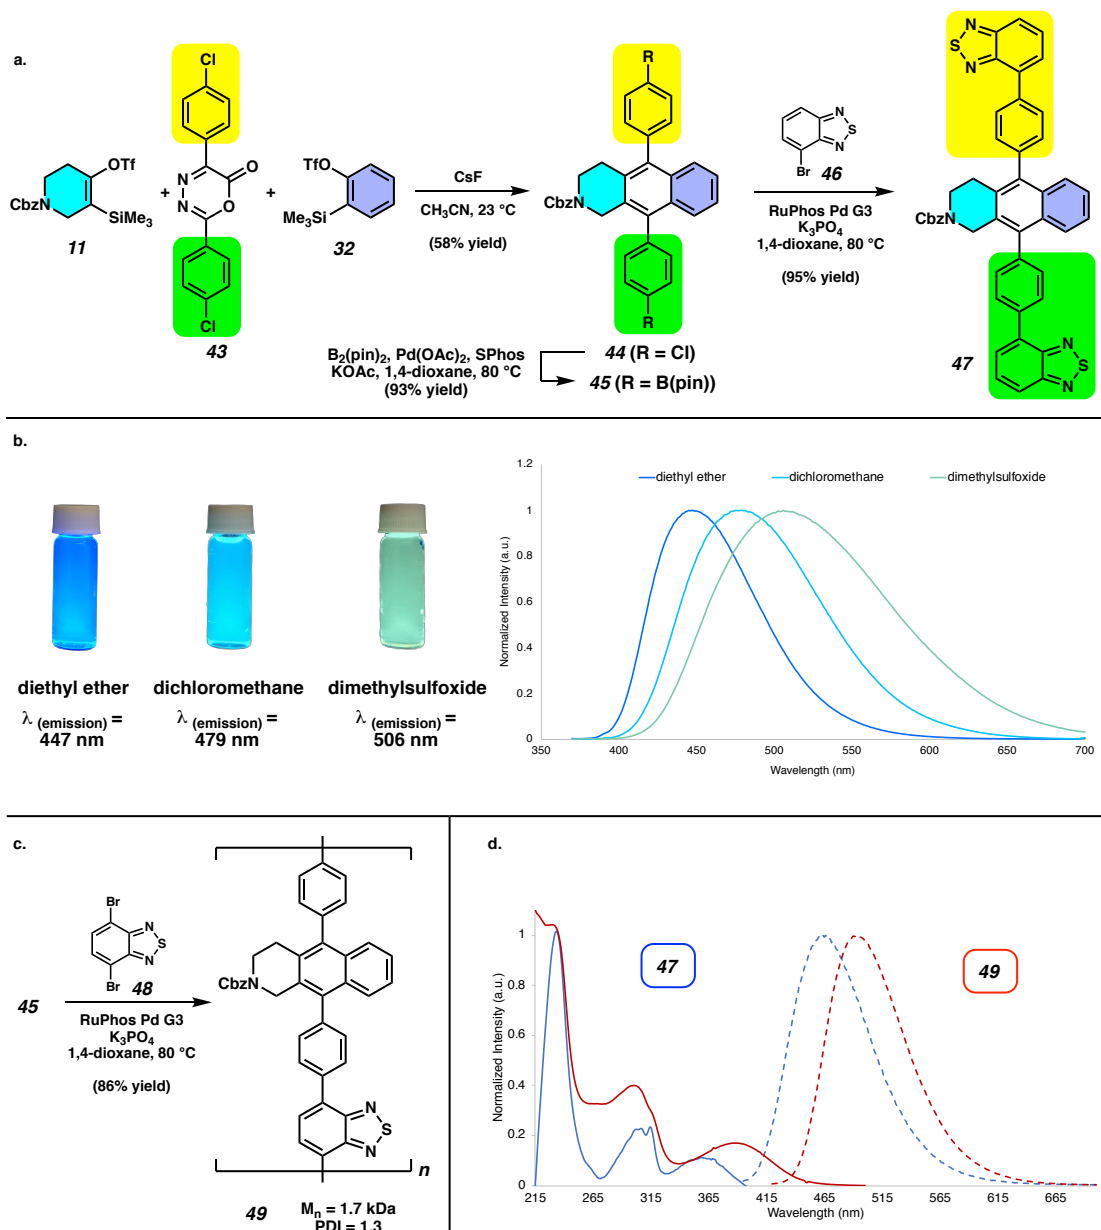 a.
Cl
OTf
CbzN
SiMe3
11
+
N
N
O
O
Cl
43
+
TfO
Me3Si
32
CsF
CH3CN, 23 °C
(58% yield)
R
CbzN
R
44 (R = Cl)
45 (R = B(pin))
B2(pin)2, Pd(OAc)2, SPhos
KOAc, 1,4-dioxane, 80 °C
(93% yield)
N
S
N
Br
46
RuPhos Pd G3
K3PO4
1,4-dioxane, 80 °C
(95% yield)
N
S
N
CbzN
N
S
N
47
b.
diethyl ether
λ (emission) =
447 nm
dichloromethane
λ (emission) =
479 nm
dimethylsulfoxide
λ (emission) =
506 nm
diethyl ether
dichloromethane
dimethylsulfoxide
Normalized Intensity (a.u.)
1.2
1
0.8
0.6
0.4
0.2
0
350 400 450 500 550 600 650 700
Wavelength (nm)
c.
45
Br
N
S
N
Br
48
RuPhos Pd G3
K3PO4
1,4-dioxane, 80 °C
(86% yield)
CbzN
N
S
N
n
49
Mn = 1.7 kDa
PDI = 1.3
d.
47
49
Normalized Intensity (a.u.)
1
0.8
0.6
0.4
0.2
0
215 265 315 365 415 465 515 565 615 665
Wavelength (nm)